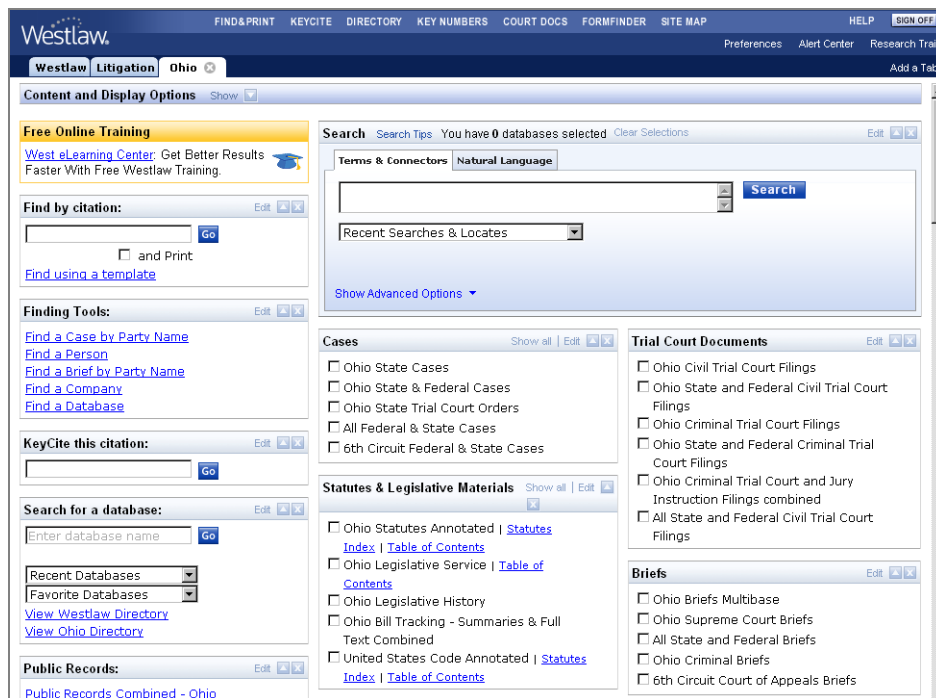 Westlaw.
FIND&PRINT KEYCITE DIRECTORY KEY NUMBERS COURT DOCS FORMFINDER SITE MAP
HELP SIGN OFF
Preferences Alert Center Research Trai
Westlaw Litigation Ohio
Add a Tab
Content and Display Options Show
Free Online Training
West eLearning Center: Get Better Results
Faster With Free Westlaw Training.
Find by citation: Edit
Go
and Print
Find using a template
Finding Tools: Edit
Find a Case by Party Name
Find a Person
Find a Brief by Party Name
Find a Company
Find a Database
KeyCite this citation: Edit
Go
Search for a database: Edit
Enter database name Go
Recent Databases
Favorite Databases
View Westlaw Directory
View Ohio Directory
Public Records: Edit
Public Records Combined - Ohio
Search Search Tips You have 0 databases selected Clear Selections Edit
Terms & Connectors Natural Language
Search
Recent Searches & Locates
Show Advanced Options
Cases Show all | Edit
Ohio State Cases
Ohio State & Federal Cases
Ohio State Trial Court Orders
All Federal & State Cases
6th Circuit Federal & State Cases
Statutes & Legislative Materials Show all | Edit
Ohio Statutes Annotated | Statutes
Index | Table of Contents
Ohio Legislative Service | Table of
Contents
Ohio Legislative History
Ohio Bill Tracking - Summaries & Full
Text Combined
United States Code Annotated | Statutes
Index | Table of Contents
Trial Court Documents Edit
Ohio Civil Trial Court Filings
Ohio State and Federal Civil Trial Court
Filings
Ohio Criminal Trial Court Filings
Ohio State and Federal Criminal Trial
Court Filings
Ohio Criminal Trial Court and Jury
Instruction Filings combined
All State and Federal Civil Trial Court
Filings
Briefs Edit
Ohio Briefs Multibase
Ohio Supreme Court Briefs
All State and Federal Briefs
Ohio Criminal Briefs
6th Circuit Court of Appeals Briefs